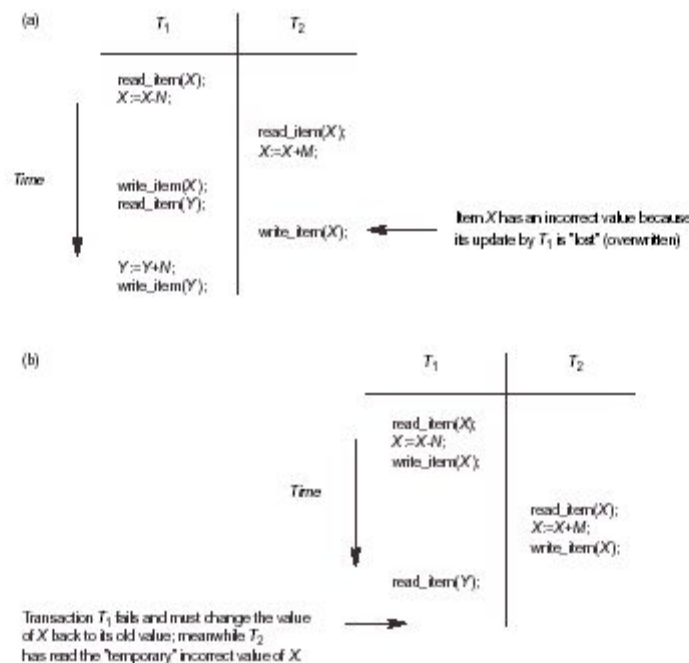 (a)
T1 T2
read_item(X);
X:=X-N;
read_item(X);
X:=X+M;
Time
write_item(X);
read_item(Y);
write_item(X);
Item X has an incorrect value because
its update by T1 is "lost" (overwritten)
Y:=Y+N;
write_item(Y);
(b)
T1 T2
read_item(X);
X:=X-N;
write_item(X);
Time
read_item(X);
X:=X+M;
write_item(X);
read_item(Y);
Transaction T1 fails and must change the value
of X back to its old value; meanwhile T2
has read the "temporary" incorrect value of X.